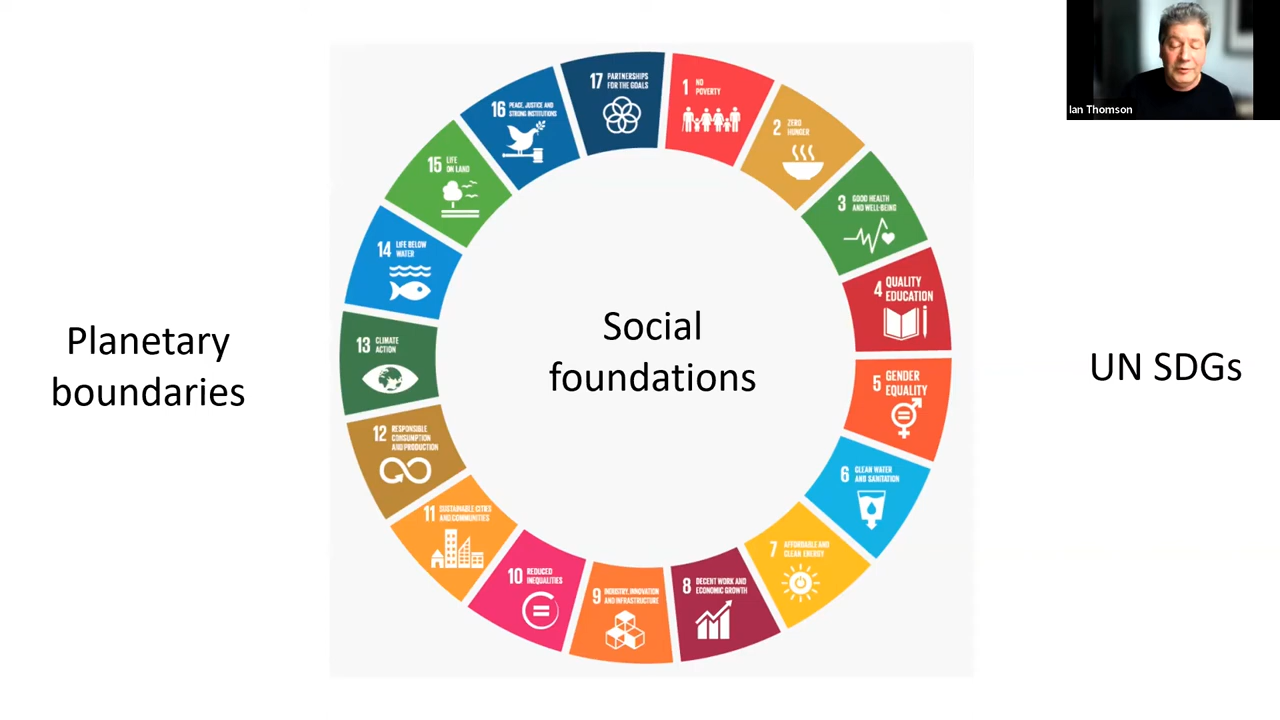 Ian Thomson
Planetary
boundaries
Social
foundations
UN SDGs
1 NO
POVERTY
2 ZERO
HUNGER
3 GOOD HEALTH
AND WELL-BEING
4 QUALITY
EDUCATION
5 GENDER
EQUALITY
6 CLEAN WATER
AND SANITATION
7 AFFORDABLE AND
CLEAN ENERGY
8 DECENT WORK AND
ECONOMIC GROWTH
9 INDUSTRY, INNOVATION
AND INFRASTRUCTURE
10 REDUCED
INEQUALITIES
11 SUSTAINABLE CITIES
AND COMMUNITIES
12 RESPONSIBLE
CONSUMPTION
AND PRODUCTION
13 CLIMATE
ACTION
14 LIFE BELOW
WATER
15 LIFE
ON LAND
16 PEACE, JUSTICE AND
STRONG INSTITUTIONS
17 PARTNERSHIPS
FOR THE GOALS